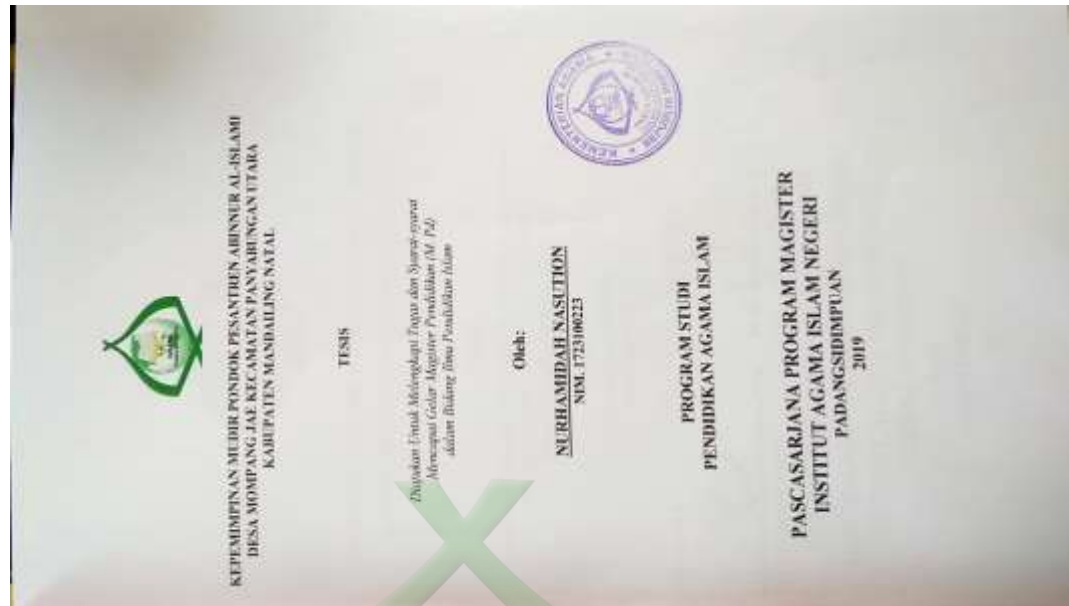 KEPEMIMPINAN MUDIR PONDOK PESANTREN ABINNUR AL-ISLAMI
DESA MOMPANG JAE KECAMATAN PANYABUNGAN UTARA
KABUPATEN MANDAILING NATAL
TESIS
Diajukan Untuk Melengkapi Tugas dan Syarat-syarat
Mencapai Gelar Magister Pendidikan (M. Pd)
dalam Bidang Ilmu Pendidikan Islam
Oleh:
NURHAMIDAH NASUTION
NIM. 1723100223
KEMENTERIAN AGAMA
PROGRAM STUDI
PENDIDIKAN AGAMA ISLAM
PASCASARJANA PROGRAM MAGISTER
INSTITUT AGAMA ISLAM NEGERI
PADANGSIDIMPUAN
2019